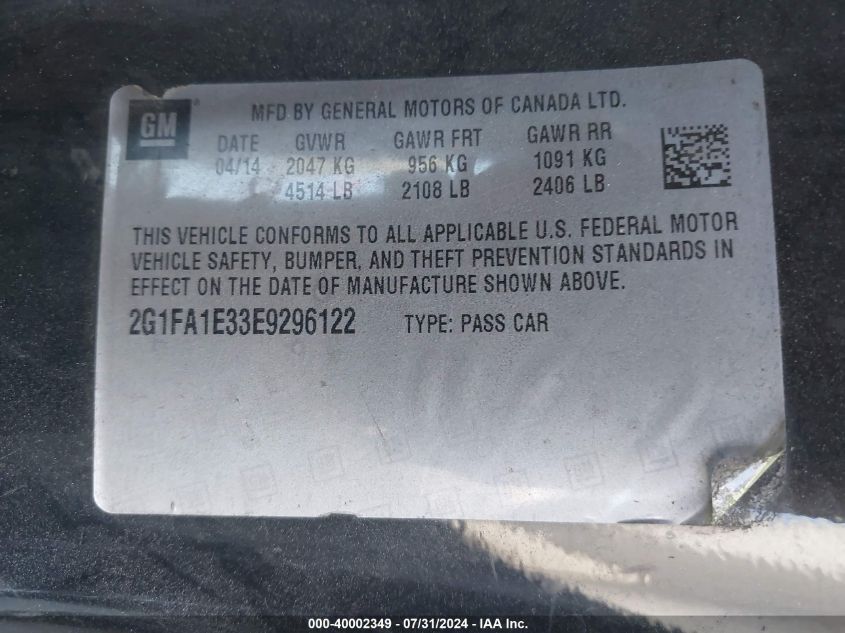 GM ®
MFD BY GENERAL MOTORS OF CANADA LTD.
DATE GVWR GAWR FRT GAWR RR
04/14 2047 KG 956 KG 1091 KG
4514 LB 2108 LB 2406 LB
THIS VEHICLE CONFORMS TO ALL APPLICABLE U.S. FEDERAL MOTOR
VEHICLE SAFETY, BUMPER, AND THEFT PREVENTION STANDARDS IN
EFFECT ON THE DATE OF MANUFACTURE SHOWN ABOVE.
2G1FA1E33E9296122 TYPE: PASS CAR
000-40002349 - 07/31/2024 - IAA Inc.